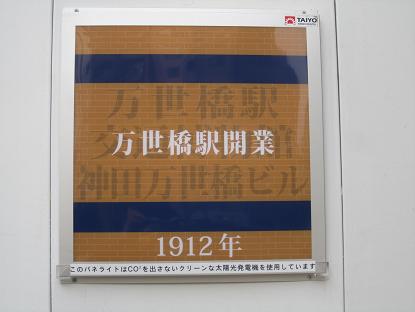 TAIYO
万世橋駅
万世橋駅開業
神田万世橋ビル
1912年
このパネライトはCO²を出さないクリーンな太陽光発電機を使用しています